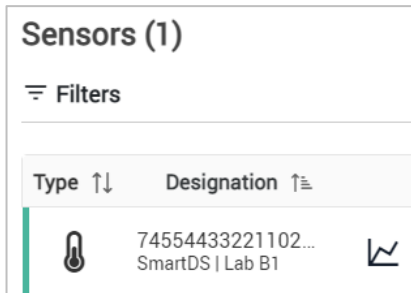 Sensors (1)
Filters
Type Designation
74554433221102...
SmartDS | Lab B1